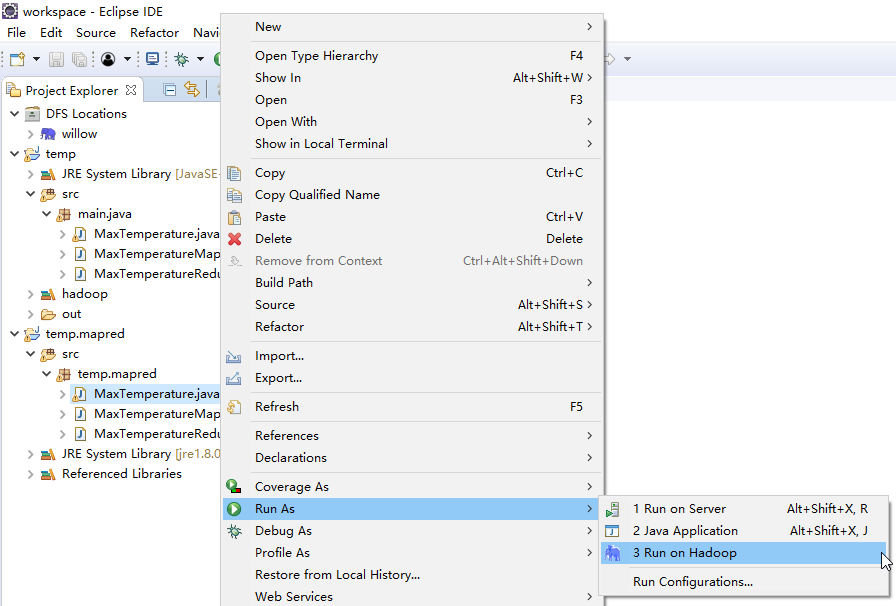 workspace - Eclipse IDE
File Edit Source Refactor Navi
Project Explorer
DFS Locations
willow
temp
JRE System Library [JavaSE-
src
main.java
MaxTemperature.java
MaxTemperatureMap
MaxTemperatureRedu
hadoop
out
temp.mapred
src
temp.mapred
MaxTemperature.java
MaxTemperatureMap
MaxTemperatureRedu
JRE System Library [jre1.8.0
Referenced Libraries
New
Open Type Hierarchy F4
Show In Alt+Shift+W
Open F3
Open With
Show in Local Terminal
Copy Ctrl+C
Copy Qualified Name
Paste Ctrl+V
Delete Delete
Remove from Context Ctrl+Alt+Shift+Down
Build Path
Source Alt+Shift+S
Refactor Alt+Shift+T
Import...
Export...
Refresh F5
References
Declarations
Coverage As
Run As
Debug As
Profile As
Restore from Local History...
Web Services
1 Run on Server Alt+Shift+X, R
2 Java Application Alt+Shift+X, J
3 Run on Hadoop
Run Configurations...